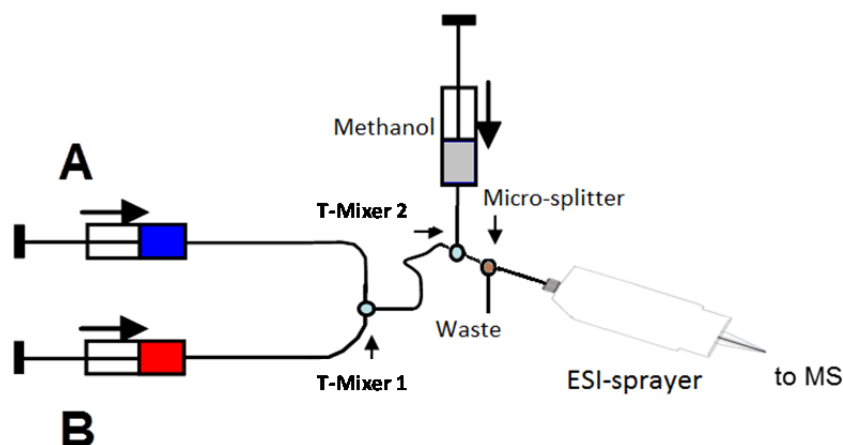 Methanol
A
T-Mixer 2
Micro-splitter
Waste
T-Mixer 1
ESI-sprayer
to MS
B